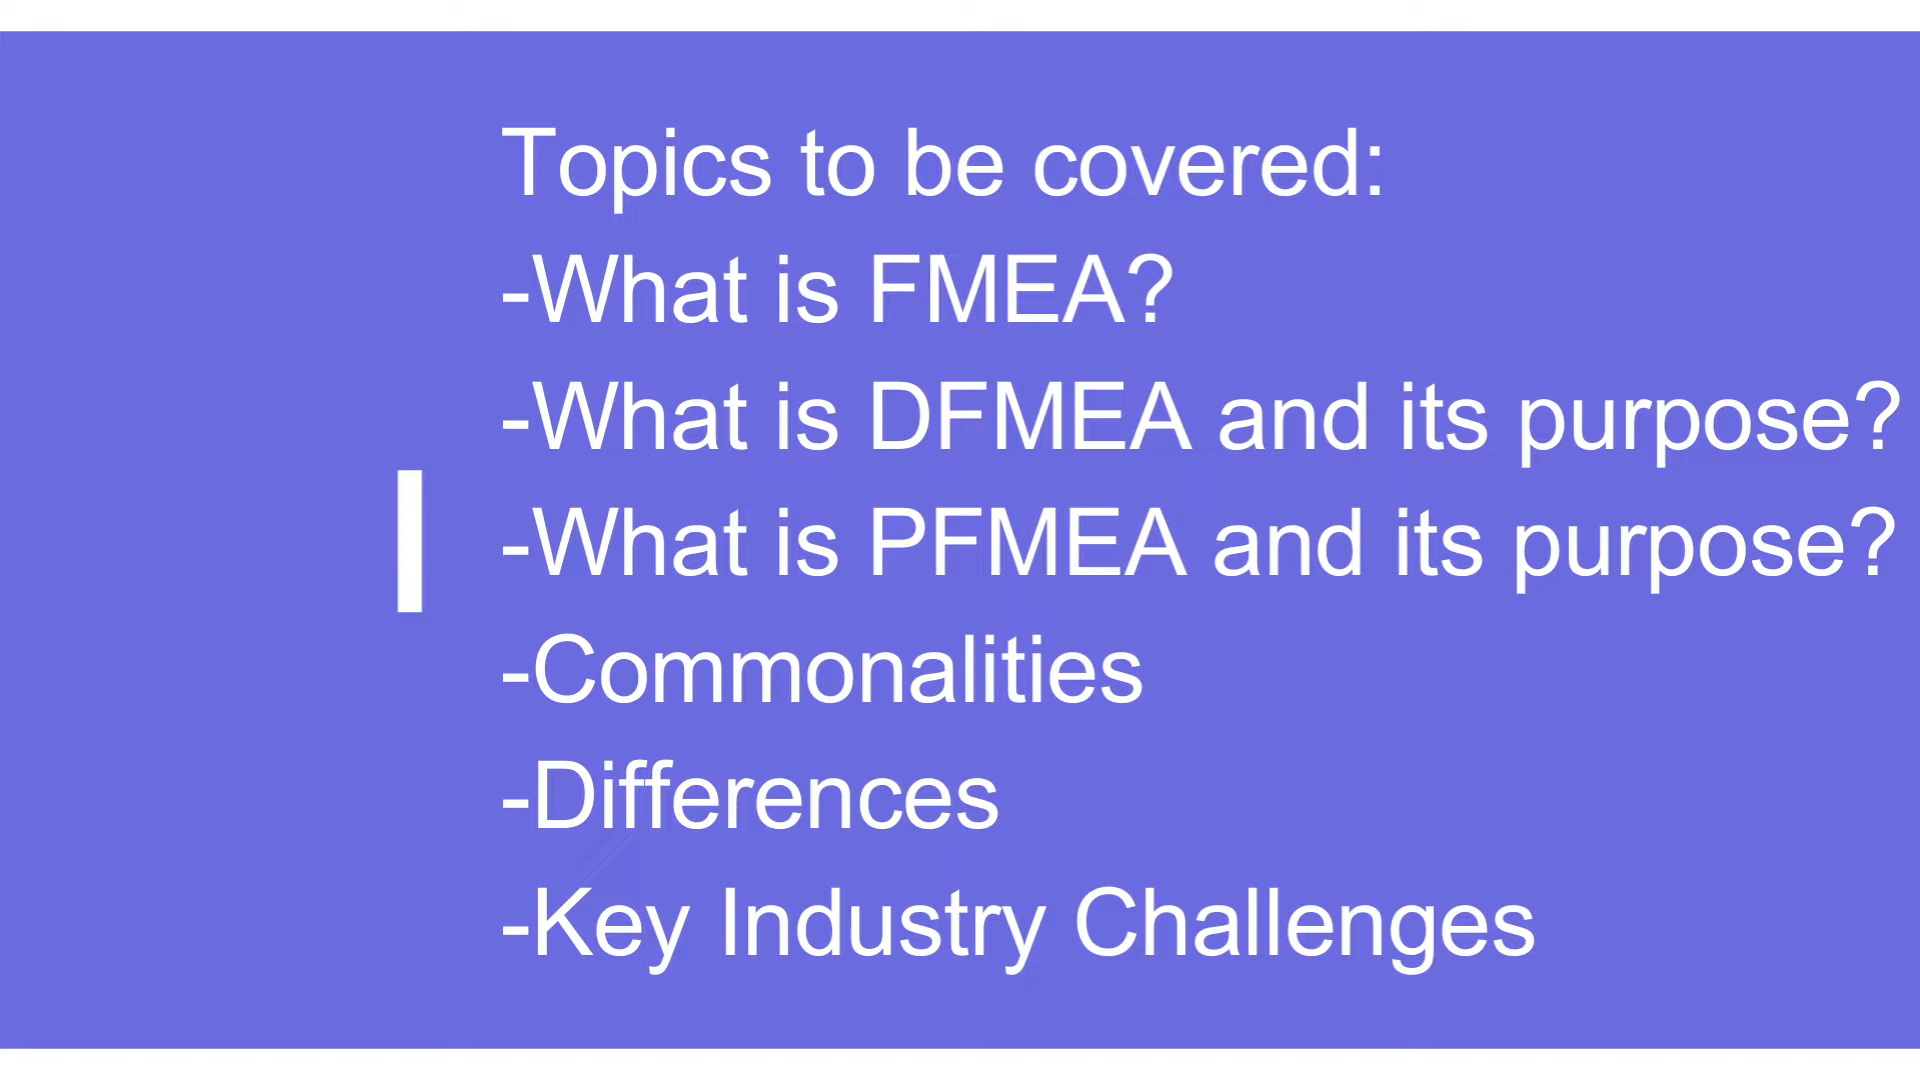 Topics to be covered:
-What is FMEA?
-What is DFMEA and its purpose?
-What is PFMEA and its purpose?
-Commonalities
-Differences
-Key Industry Challenges